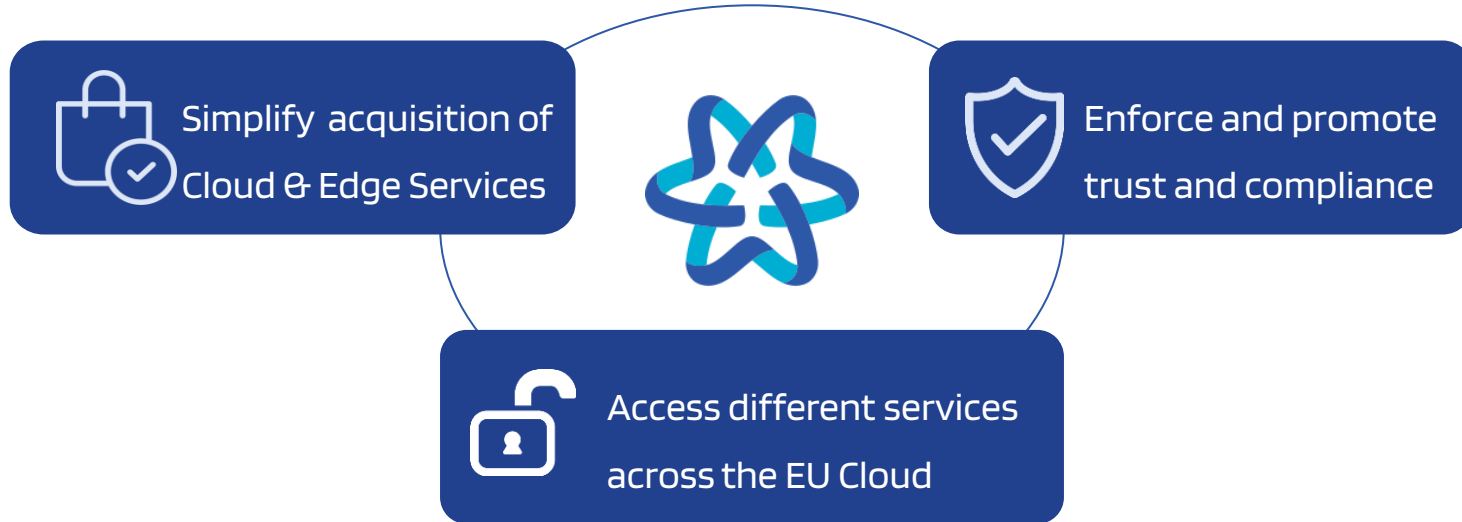 Simplify acquisition of
Cloud & Edge Services
Enforce and promote
trust and compliance
Access different services
across the EU Cloud